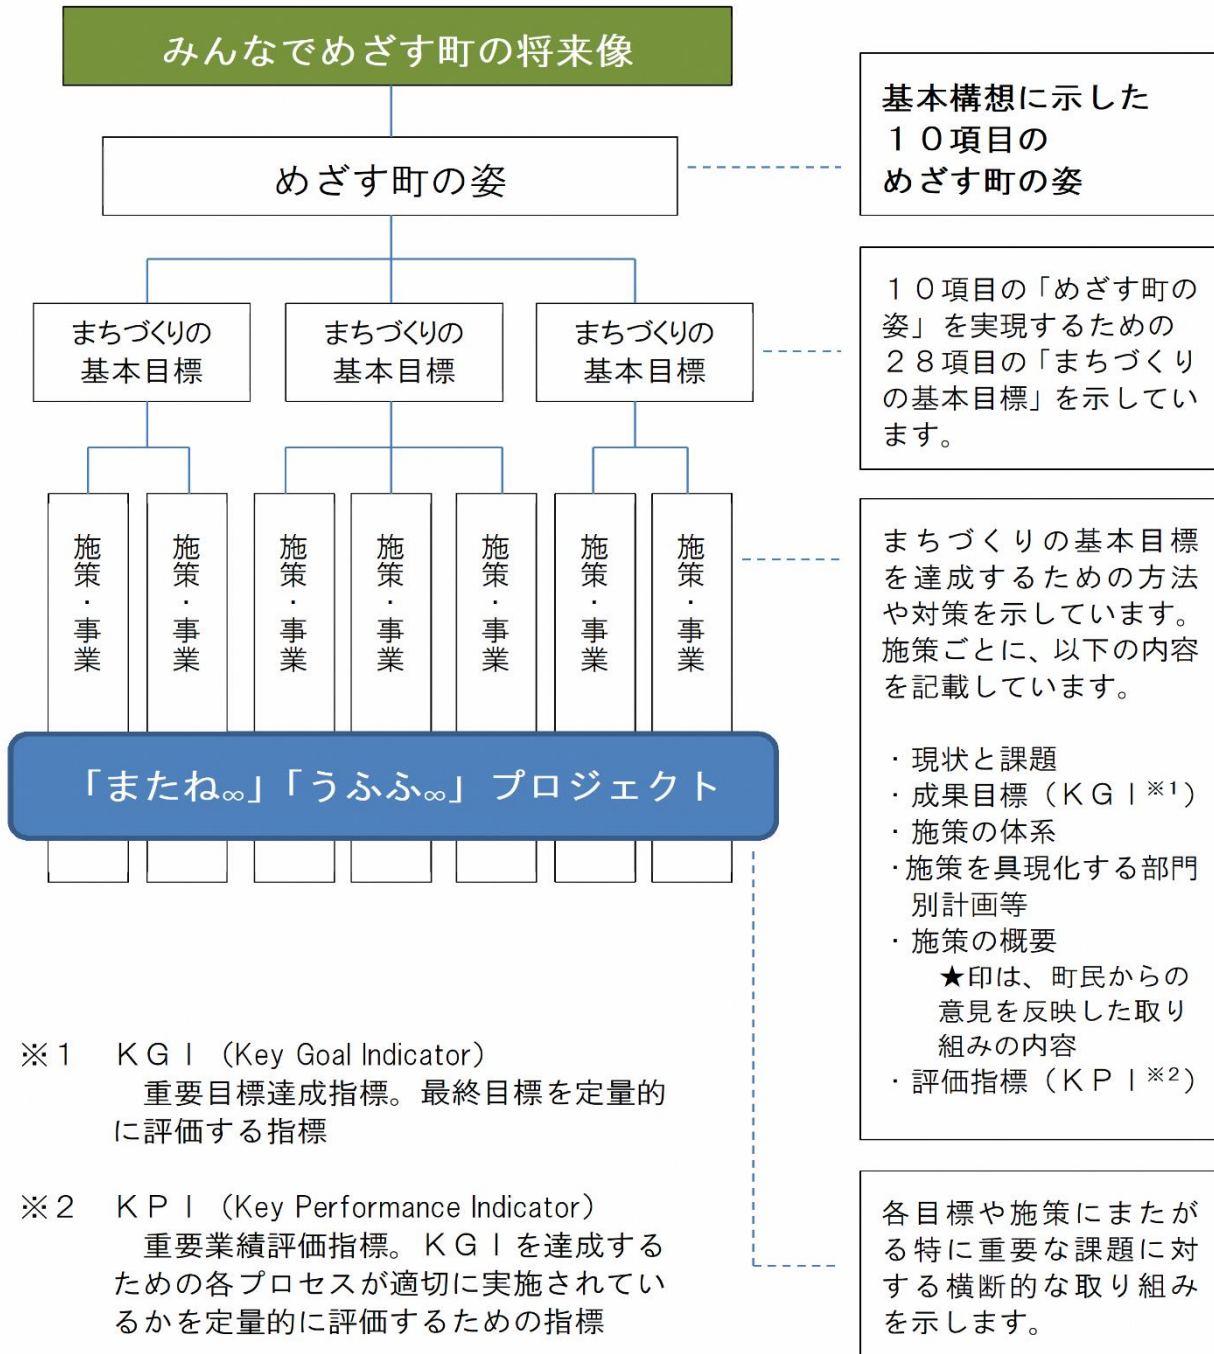 みんなでめざす町の将来像
めざす町の姿
基本構想に示した
１０項目の
めざす町の姿
まちづくりの
基本目標
まちづくりの
基本目標
まちづくりの
基本目標
１０項目の「めざす町の
姿」を実現するための
２８項目の「まちづくり
の基本目標」を示してい
ます。
施策・事業
施策・事業
施策・事業
施策・事業
施策・事業
施策・事業
施策・事業
「またね∞」「うふふ∞」プロジェクト
まちづくりの基本目標
を達成するための方法
や対策を示しています。
施策ごとに、以下の内容
を記載しています。
・現状と課題
・成果目標（ＫＧＩ※1）
・施策の体系
・施策を具現化する部門
別計画等
・施策の概要
★印は、町民からの
意見を反映した取り
組みの内容
・評価指標（ＫＰＩ※2）
各目標や施策にまたが
る特に重要な課題に対
する横断的な取り組み
を示します。
※１　ＫＧＩ（Key Goal Indicator）
重要目標達成指標。最終目標を定量的
に評価する指標
※２　ＫＰＩ（Key Performance Indicator）
重要業績評価指標。ＫＧＩを達成する
ための各プロセスが適切に実施されてい
るかを定量的に評価するための指標